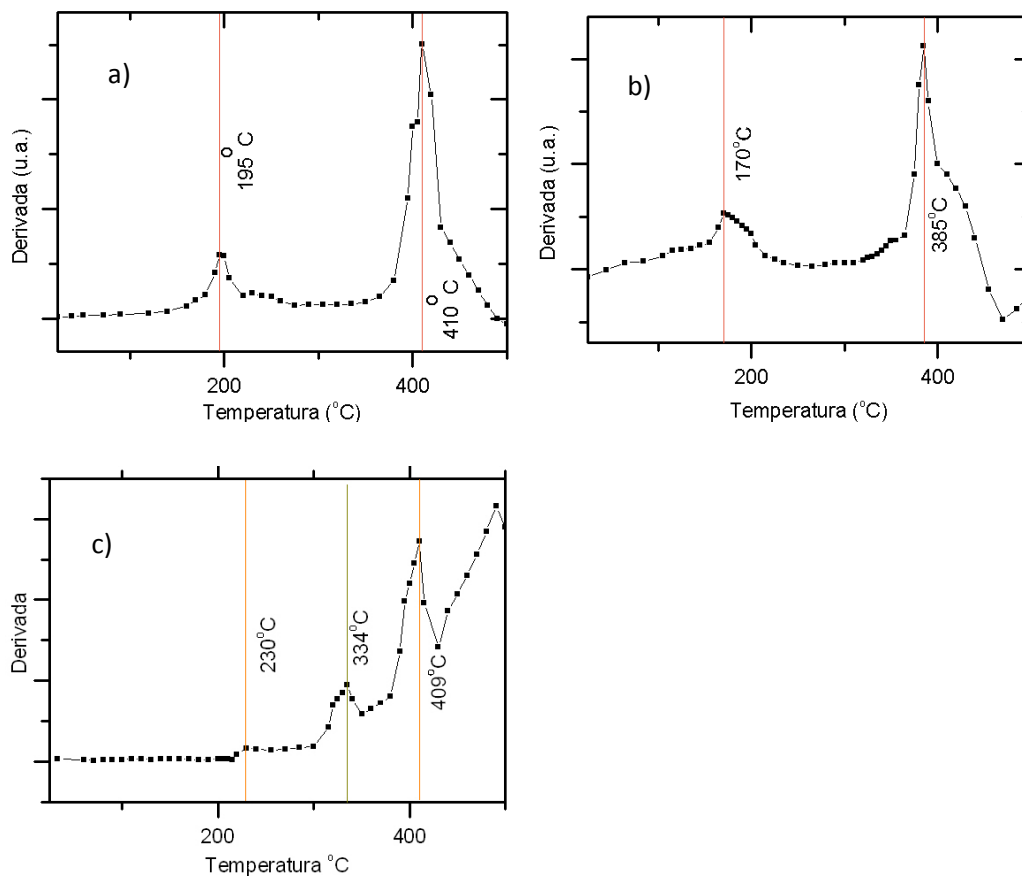 a)
Derivada (u.a.)
195°C
410°C
200
400
Temperatura (°C)
b)
Derivada (u.a.)
170°C
385°C
200
400
Temperatura (°C)
c)
Derivada
230°C
334°C
409°C
200
400
Temperatura °C